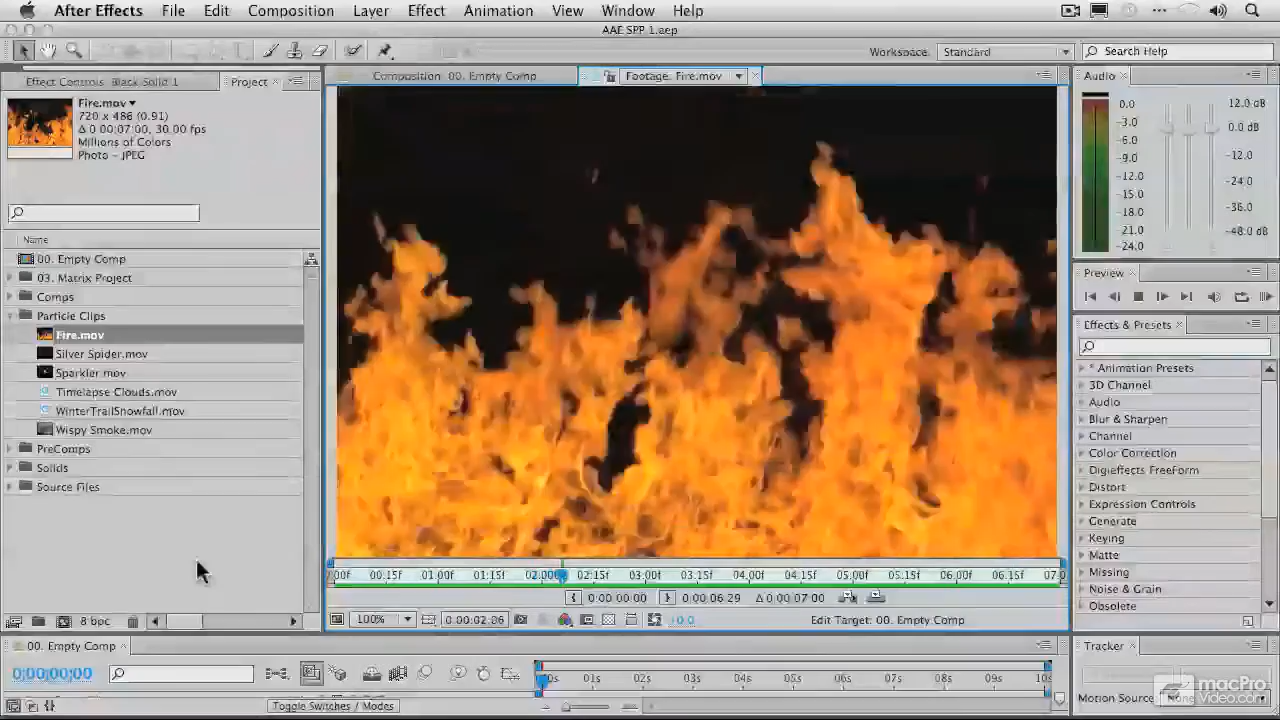 After Effects File Edit Composition Layer Effect Animation View Window Help
AAE SPP 1.aep
Workspace: Standard Search Help
Effect Controls: Black Solid 1 Project
Composition: 00. Empty Comp Footage: Fire.mov
Audio
Fire.mov
720 x 486 (0.91)
Δ 0:00:07:00, 30.00 fps
Millions of Colors
Photo - JPEG
0.0
-3.0
-6.0
-9.0
-12.0
-15.0
-18.0
-21.0
-24.0
12.0 dB
0.0 dB
-12.0
-24.0
-36.0
-48.0 dB
Name
00. Empty Comp
03. Matrix Project
Comps
Particle Clips
Fire.mov
Silver Spider.mov
Sparkler mov
Timelapse Clouds.mov
WinterTrailSnowfall.mov
Wispy Smoke.mov
PreComps
Solids
Source Files
Preview
Effects & Presets
* Animation Presets
3D Channel
Audio
Blur & Sharpen
Channel
Color Correction
Digieffects FreeForm
Distort
Expression Controls
Generate
Keying
Matte
Missing
Noise & Grain
Obsolete
00:15f 01:00f 01:15f 02:00f 02:15f 03:00f 03:15f 04:00f 04:15f 05:00f 05:15f 06:00f 06:15f 07:0
0:00:00:00 0:00:06:29 Δ 0:00:07:00
8 bpc 100% +0.0 Edit Target: 00. Empty Comp
00. Empty Comp
Tracker
0;00;00;00
01s 02s 03s 04s 05s 06s 07s 08s 09s 10s
Motion Source: None
macPro
Video.com
Toggle Switches / Modes